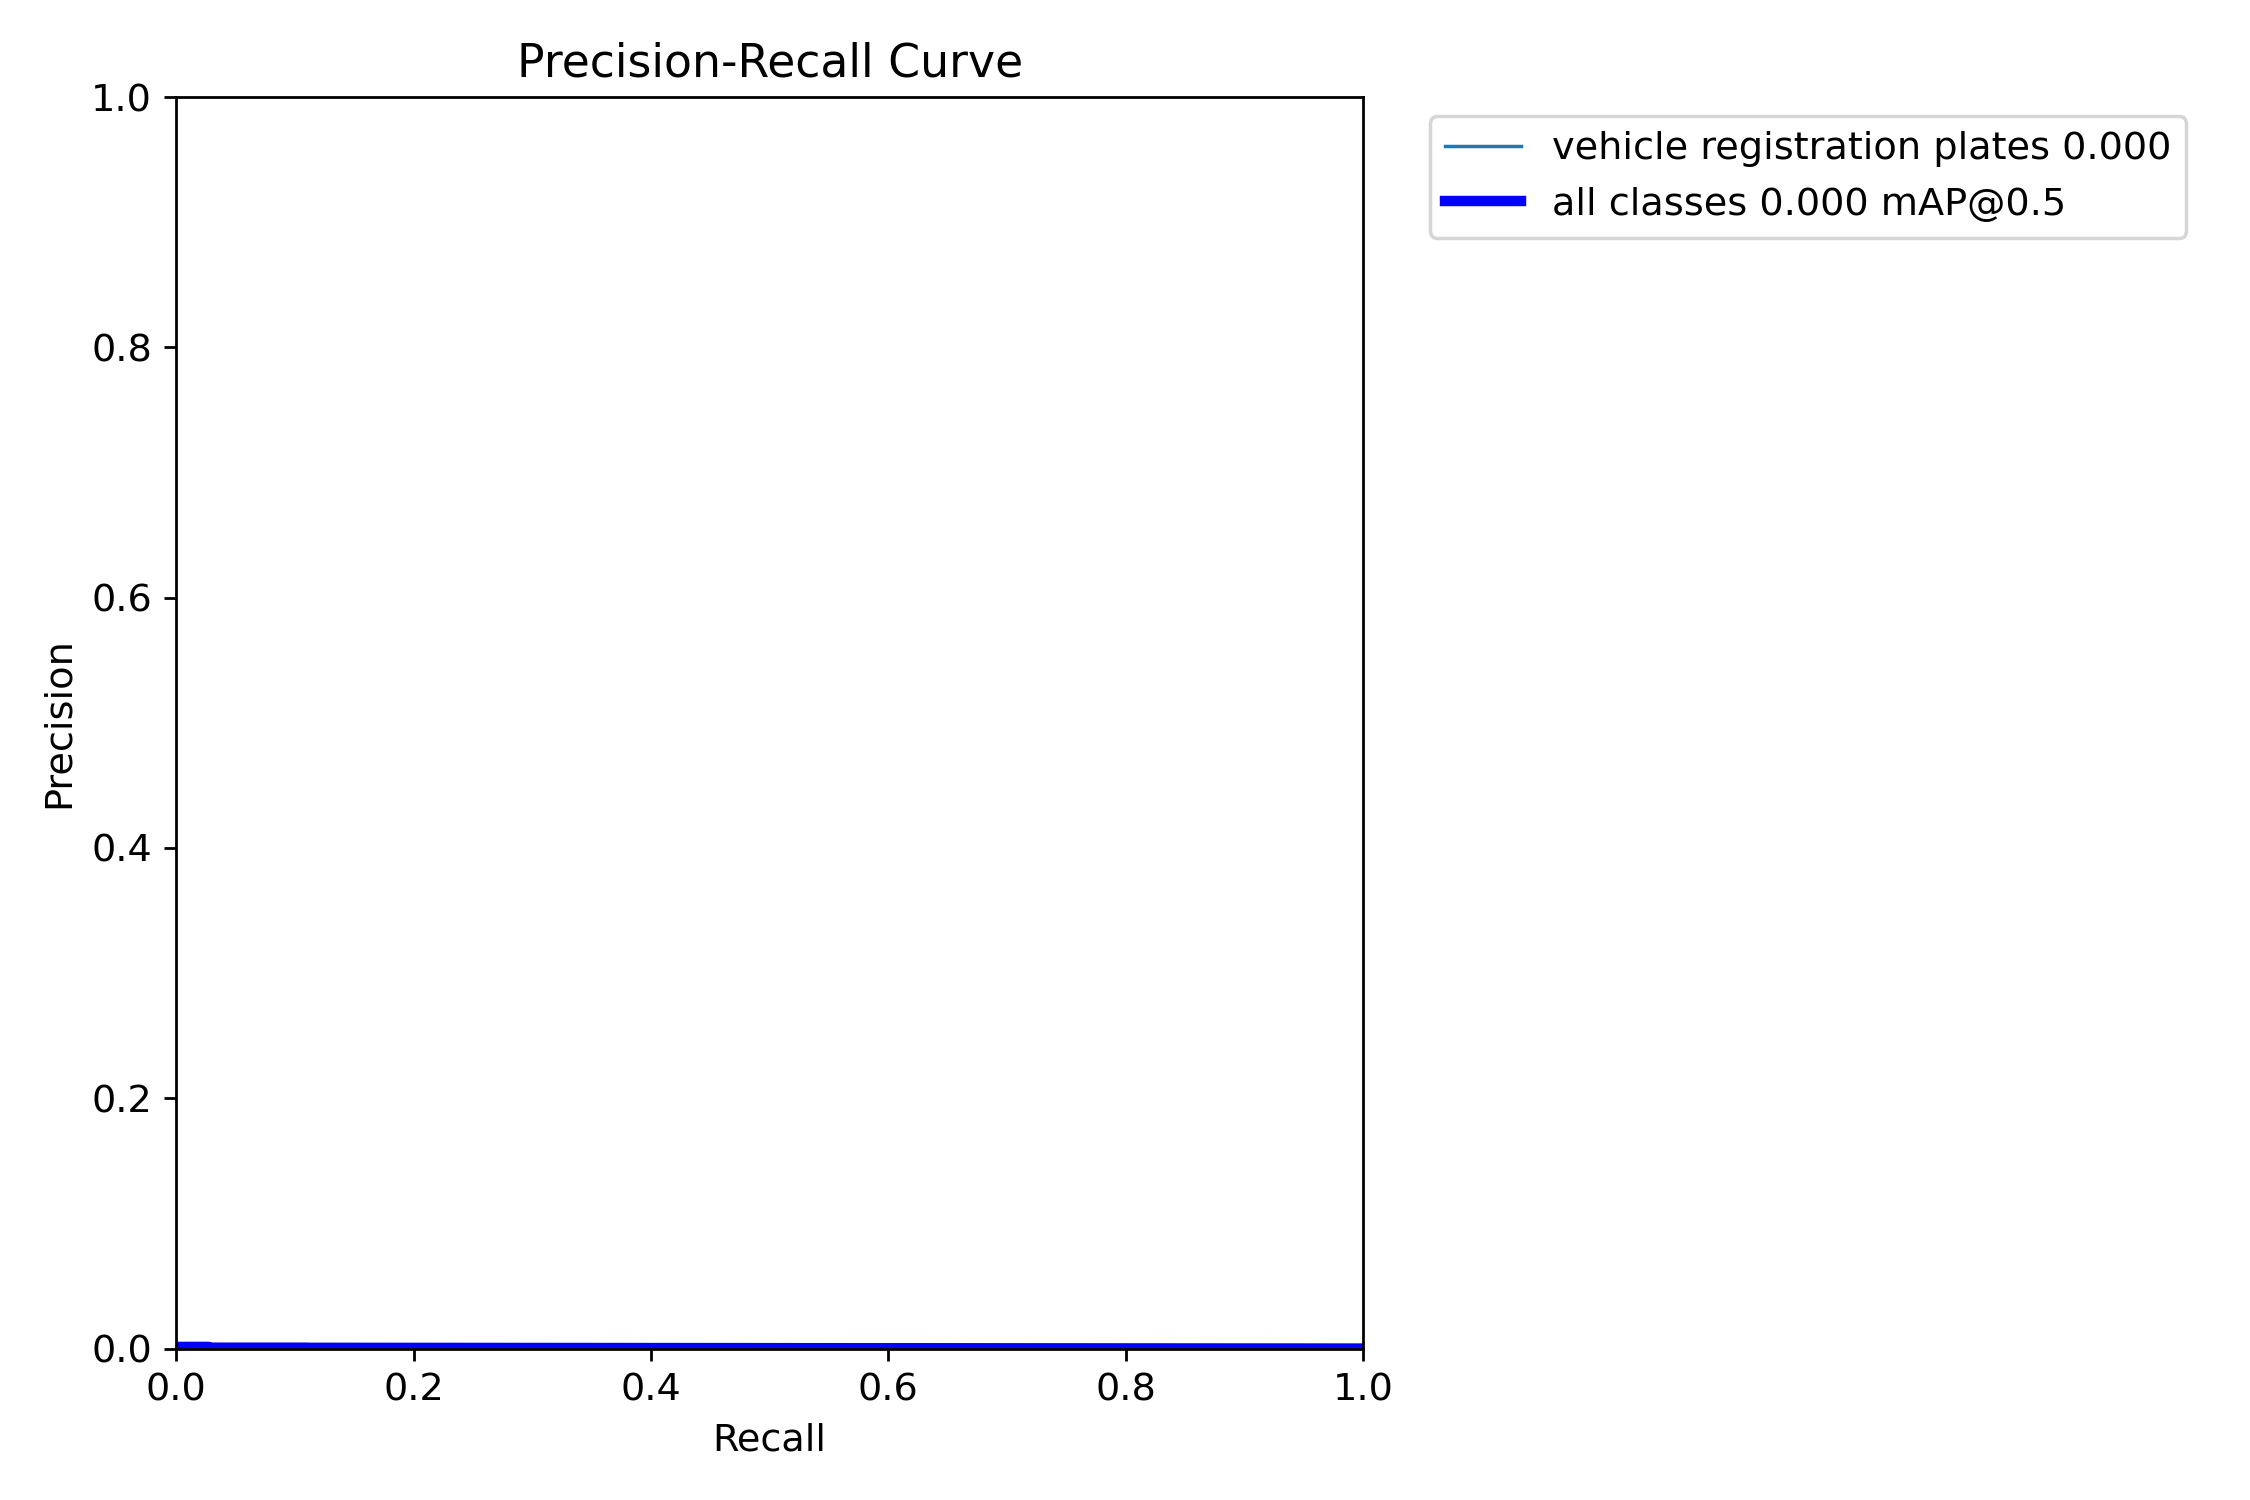 Precision-Recall Curve
vehicle registration plates 0.000
all classes 0.000 mAP@0.5
1.0
0.8
0.6
0.4
0.2
0.0
Precision
0.0 0.2 0.4 0.6 0.8 1.0
Recall